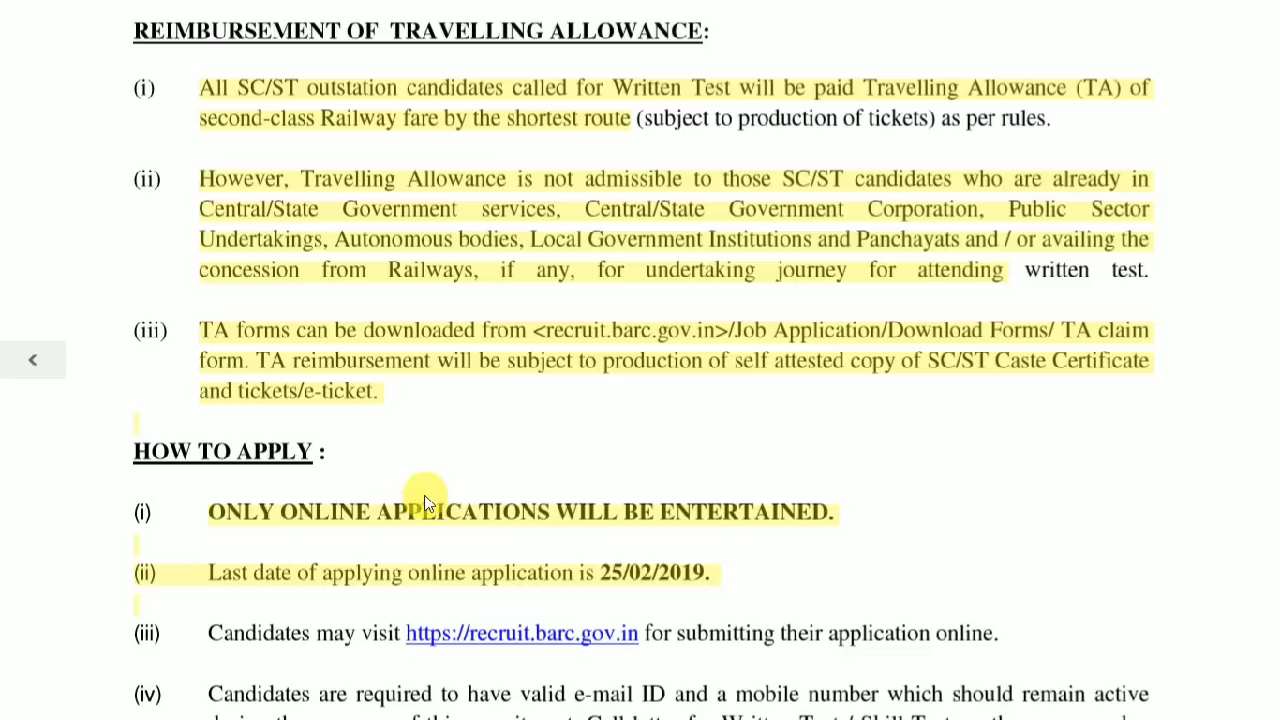 REIMBURSEMENT OF TRAVELLING ALLOWANCE:
(i) All SC/ST outstation candidates called for Written Test will be paid Travelling Allowance (TA) of
second-class Railway fare by the shortest route (subject to production of tickets) as per rules.
(ii) However, Travelling Allowance is not admissible to those SC/ST candidates who are already in
Central/State Government services, Central/State Government Corporation, Public Sector
Undertakings, Autonomous bodies, Local Government Institutions and Panchayats and / or availing the
concession from Railways, if any, for undertaking journey for attending written test.
(iii) TA forms can be downloaded from <recruit.barc.gov.in>/Job Application/Download Forms/ TA claim
form. TA reimbursement will be subject to production of self attested copy of SC/ST Caste Certificate
and tickets/e-ticket.
HOW TO APPLY :
(i) ONLY ONLINE APPLICATIONS WILL BE ENTERTAINED.
(ii) Last date of applying online application is 25/02/2019.
(iii) Candidates may visit https://recruit.barc.gov.in for submitting their application online.
(iv) Candidates are required to have valid e-mail ID and a mobile number which should remain active